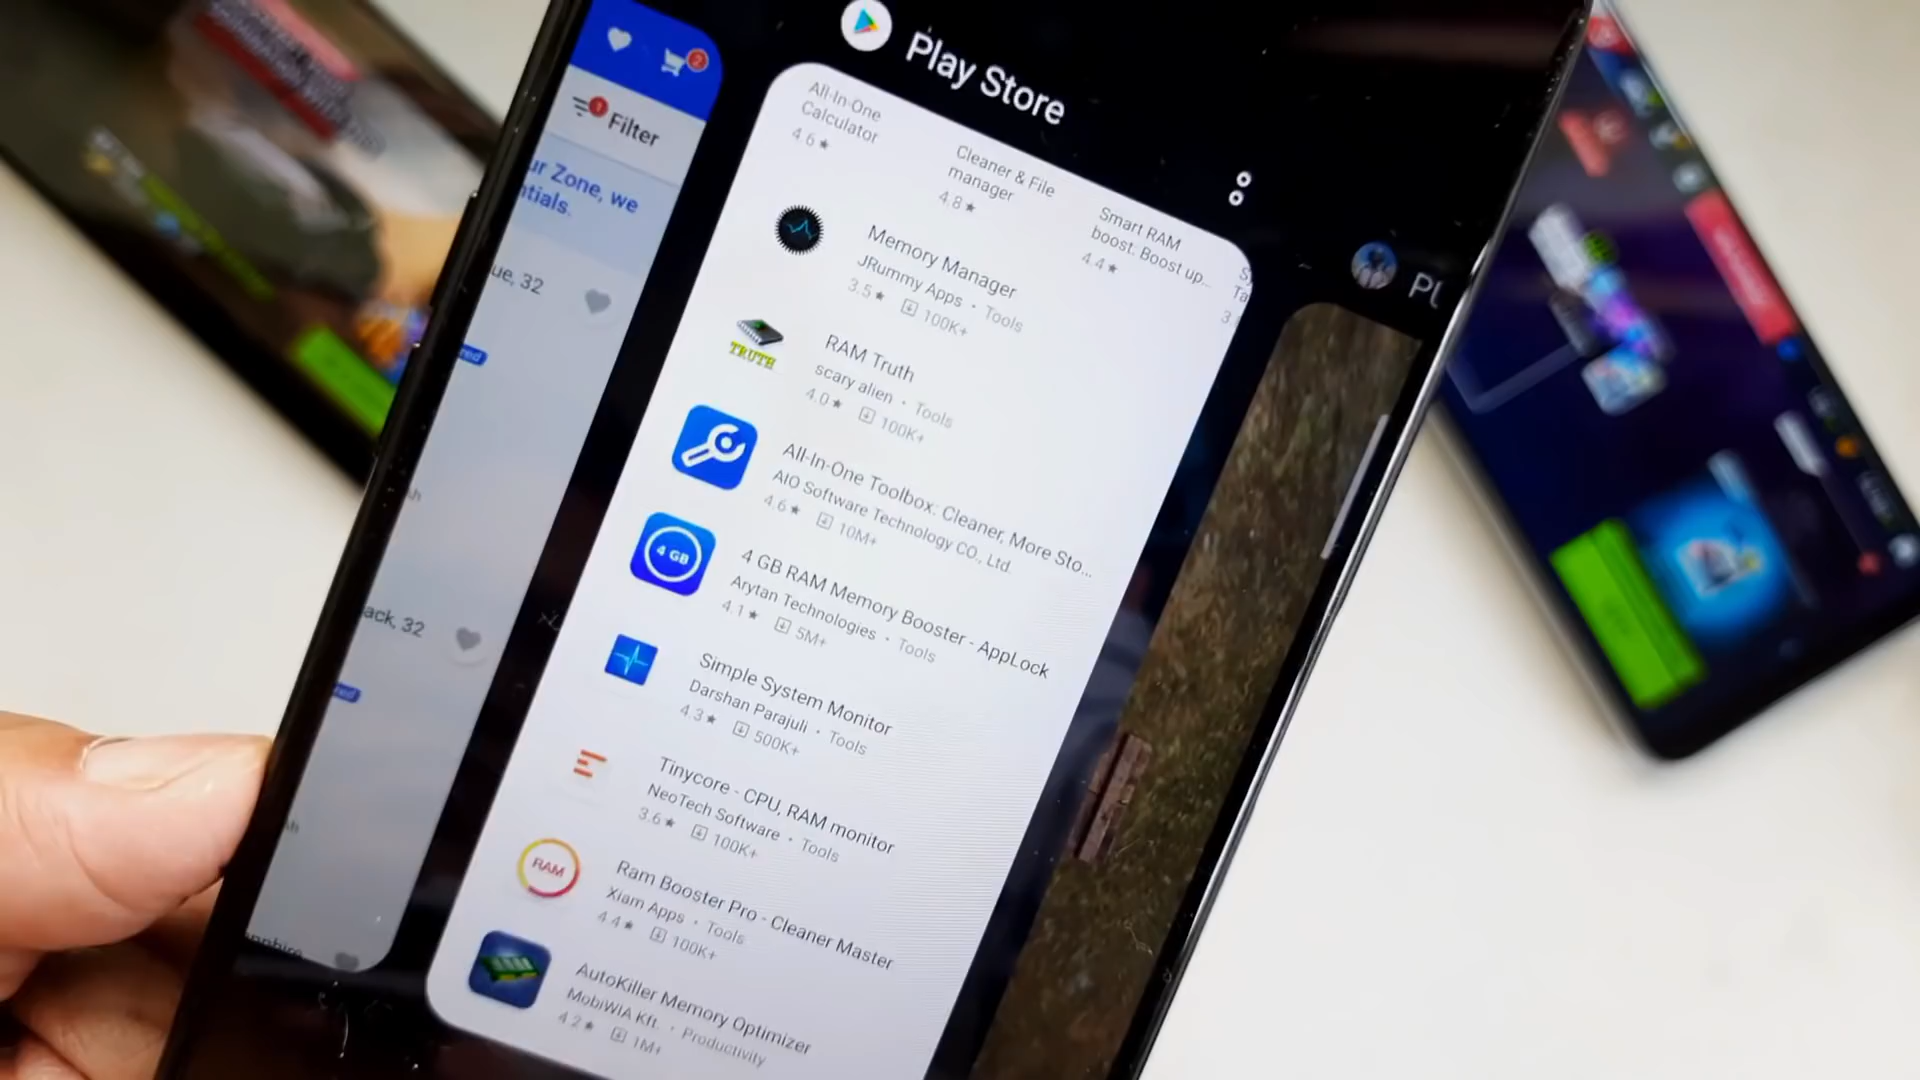 2
Play Store
1
Filter
ur Zone, we
ntials.
ue, 32
ack, 32
All-In-One
Calculator
4.6★
Cleaner & File
manager
4.8★
Smart RAM
boost. Boost up...
4.4★
Memory Manager
JRummy Apps • Tools
3.5★ 100K+
TRUTH
RAM Truth
scary alien • Tools
4.0★ 100K+
All-In-One Toolbox: Cleaner, More Sto...
AIO Software Technology CO., Ltd.
4.6★ 10M+
4 GB
4 GB RAM Memory Booster - AppLock
Arytan Technologies • Tools
4.1★ 5M+
Simple System Monitor
Darshan Parajuli • Tools
4.3★ 500K+
Tinycore - CPU, RAM monitor
NeoTech Software • Tools
3.6★ 100K+
RAM
Ram Booster Pro - Cleaner Master
Xiam Apps • Tools
4.4★ 100K+
AutoKiller Memory Optimizer
MobiWIA Kft. • Productivity
4.2★ 1M+